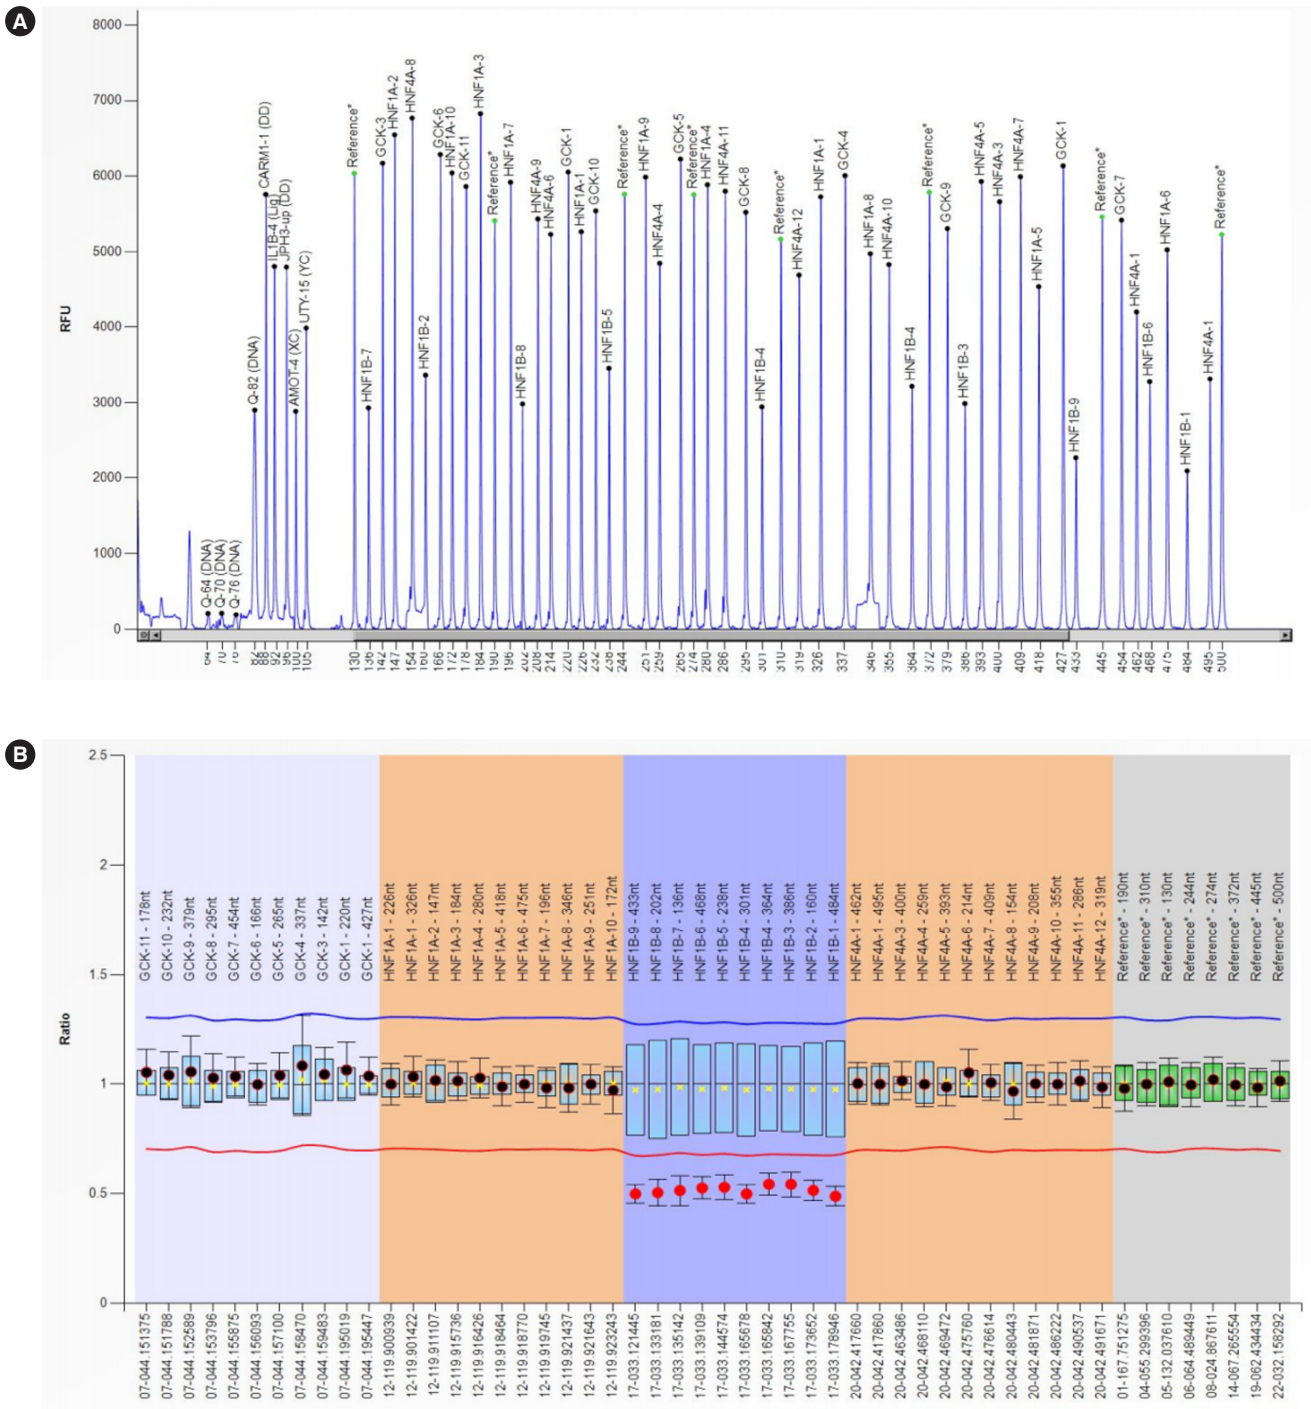 A
8000
7000
6000
5000
4000
3000
2000
1000
0
RFU
Q-64 (DNA)
Q-70 (DNA)
Q-76 (DNA)
Q-82 (DNA)
CARM1-1 (DD)
IL1B-4 (Lig)
JPH3-up (DD)
AMOT-4 (XC)
UTY-15 (YC)
Reference*
HNF1B-7
GCK-3
HNF1A-2
HNF4A-8
HNF1B-2
GCK-6
HNF1A-10
GCK-11
HNF1A-3
Reference*
HNF1A-7
HNF1B-8
HNF4A-9
HNF4A-6
GCK-1
HNF1A-1
GCK-10
HNF1B-5
Reference*
HNF1A-9
HNF4A-4
GCK-5
Reference*
HNF1A-4
HNF4A-11
GCK-8
HNF1B-4
Reference*
HNF4A-12
HNF1A-1
GCK-4
HNF1A-8
HNF4A-10
HNF1B-4
Reference*
GCK-9
HNF1B-3
HNF4A-5
HNF4A-3
HNF4A-7
HNF1A-5
GCK-1
HNF1B-9
Reference*
GCK-7
HNF4A-1
HNF1B-6
HNF1A-6
HNF1B-1
HNF4A-1
Reference*
64 70 76 82 88 92 96 100 105 130 136 142 147 154 160 166 172 178 184 190 196 202 208 214 220 226 232 238 244 251 259 265 274 280 286 295 301 310 319 326 337 346 355 364 372 379 386 393 400 409 418 427 433 445 454 462 468 475 484 495 500
B
2.5
2
1.5
1
0.5
0
Ratio
GCK-11 - 178nt
GCK-10 - 232nt
GCK-9 - 379nt
GCK-8 - 295nt
GCK-7 - 454nt
GCK-6 - 166nt
GCK-5 - 265nt
GCK-4 - 337nt
GCK-3 - 142nt
GCK-1 - 220nt
GCK-1 - 427nt
HNF1A-1 - 226nt
HNF1A-1 - 326nt
HNF1A-2 - 147nt
HNF1A-3 - 184nt
HNF1A-4 - 280nt
HNF1A-5 - 418nt
HNF1A-6 - 475nt
HNF1A-7 - 196nt
HNF1A-8 - 346nt
HNF1A-9 - 251nt
HNF1A-10 - 172nt
HNF1B-9 - 433nt
HNF1B-8 - 202nt
HNF1B-7 - 136nt
HNF1B-6 - 468nt
HNF1B-5 - 238nt
HNF1B-4 - 301nt
HNF1B-4 - 364nt
HNF1B-3 - 386nt
HNF1B-2 - 160nt
HNF1B-1 - 484nt
HNF4A-1 - 462nt
HNF4A-1 - 495nt
HNF4A-3 - 400nt
HNF4A-4 - 259nt
HNF4A-5 - 393nt
HNF4A-6 - 214nt
HNF4A-7 - 409nt
HNF4A-8 - 154nt
HNF4A-9 - 208nt
HNF4A-10 - 355nt
HNF4A-11 - 286nt
HNF4A-12 - 319nt
Reference* - 190nt
Reference* - 310nt
Reference* - 130nt
Reference* - 244nt
Reference* - 274nt
Reference* - 372nt
Reference* - 445nt
Reference* - 500nt
07-044.151375
07-044.151788
07-044.152589
07-044.153796
07-044.155875
07-044.156093
07-044.157100
07-044.158470
07-044.159483
07-044.195019
07-044.195447
12-119.900939
12-119.901422
12-119.911107
12-119.915736
12-119.916426
12-119.918464
12-119.918770
12-119.919745
12-119.921437
12-119.921643
12-119.923243
17-033.121445
17-033.133181
17-033.135142
17-033.139109
17-033.144574
17-033.165678
17-033.165842
17-033.167755
17-033.173652
17-033.178946
20-042.417660
20-042.417860
20-042.463486
20-042.468110
20-042.469472
20-042.475760
20-042.476614
20-042.480443
20-042.481871
20-042.486222
20-042.490537
20-042.491671
01-167.751275
04-055.299396
05-132.037610
06-064.489449
08-024.867611
14-067.265554
19-062.434434
22-032.158292